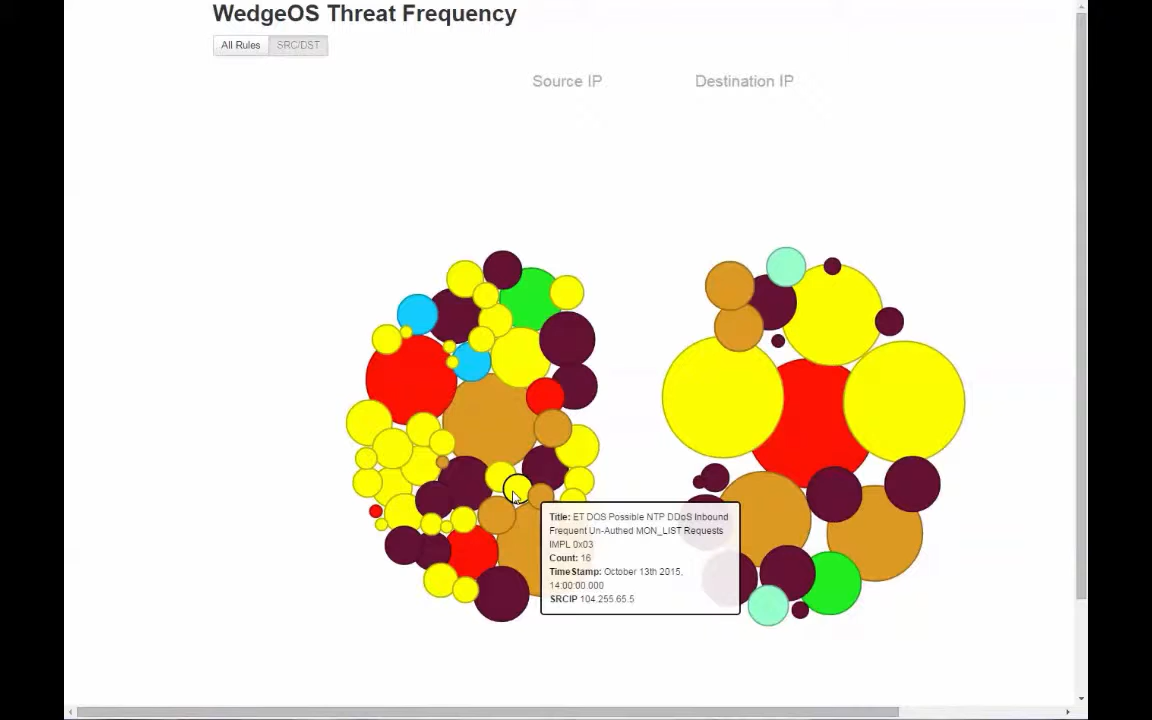 WedgeOS Threat Frequency
All Rules SRC/DST
Source IP Destination IP
Title: ET DOS Possible NTP DDoS Inbound
Frequent Un-Authed MON_LIST Requests
IMPL 0x03
Count: 16
TimeStamp: October 13th 2015,
14:00:00.000
SRCIP 104.255.65.5